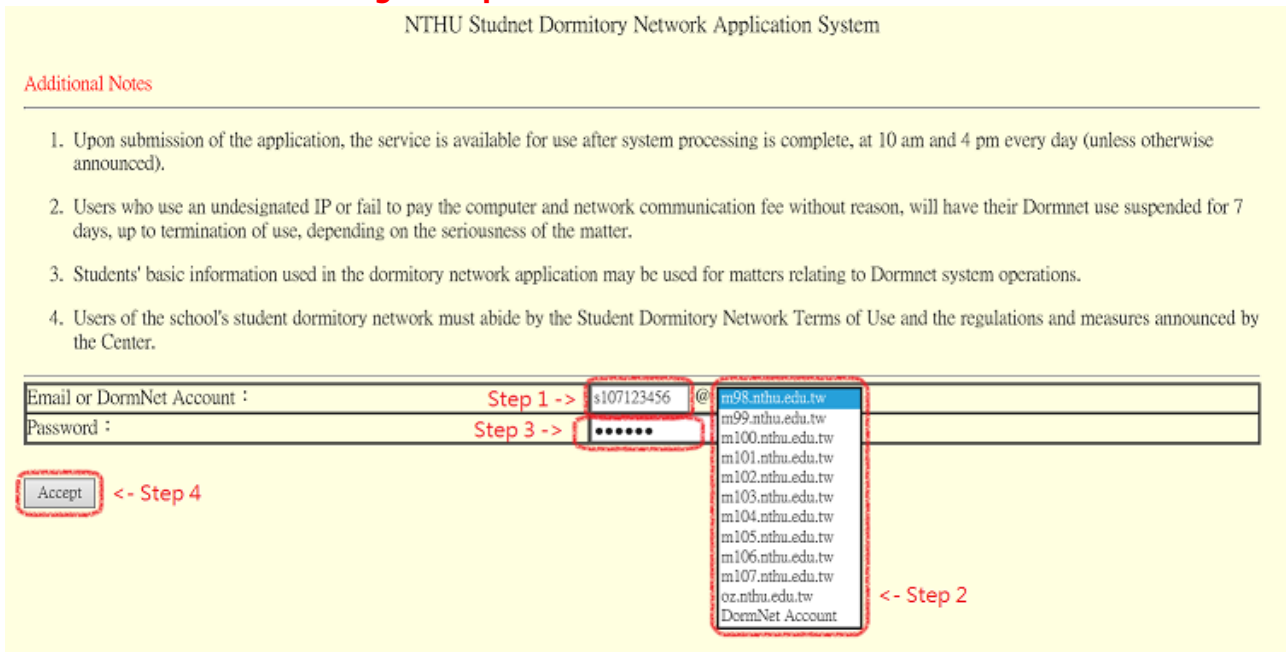 NTHU Studnet Dormitory Network Application System
Additional Notes
1. Upon submission of the application, the service is available for use after system processing is complete, at 10 am and 4 pm every day (unless otherwise
announced).
2. Users who use an undesignated IP or fail to pay the computer and network communication fee without reason, will have their Dormnet use suspended for 7
days, up to termination of use, depending on the seriousness of the matter.
3. Students' basic information used in the dormitory network application may be used for matters relating to Dormnet system operations.
4. Users of the school's student dormitory network must abide by the Student Dormitory Network Terms of Use and the regulations and measures announced by
the Center.
Email or DormNet Account： Step 1 -> s107123456 @ m98.nthu.edu.tw
Password： Step 3 -> ●●●●●●
m99.nthu.edu.tw
m100.nthu.edu.tw
m101.nthu.edu.tw
m102.nthu.edu.tw
m103.nthu.edu.tw
m104.nthu.edu.tw
m105.nthu.edu.tw
m106.nthu.edu.tw
m107.nthu.edu.tw
oz.nthu.edu.tw
DormNet Account
<- Step 2
Accept <- Step 4